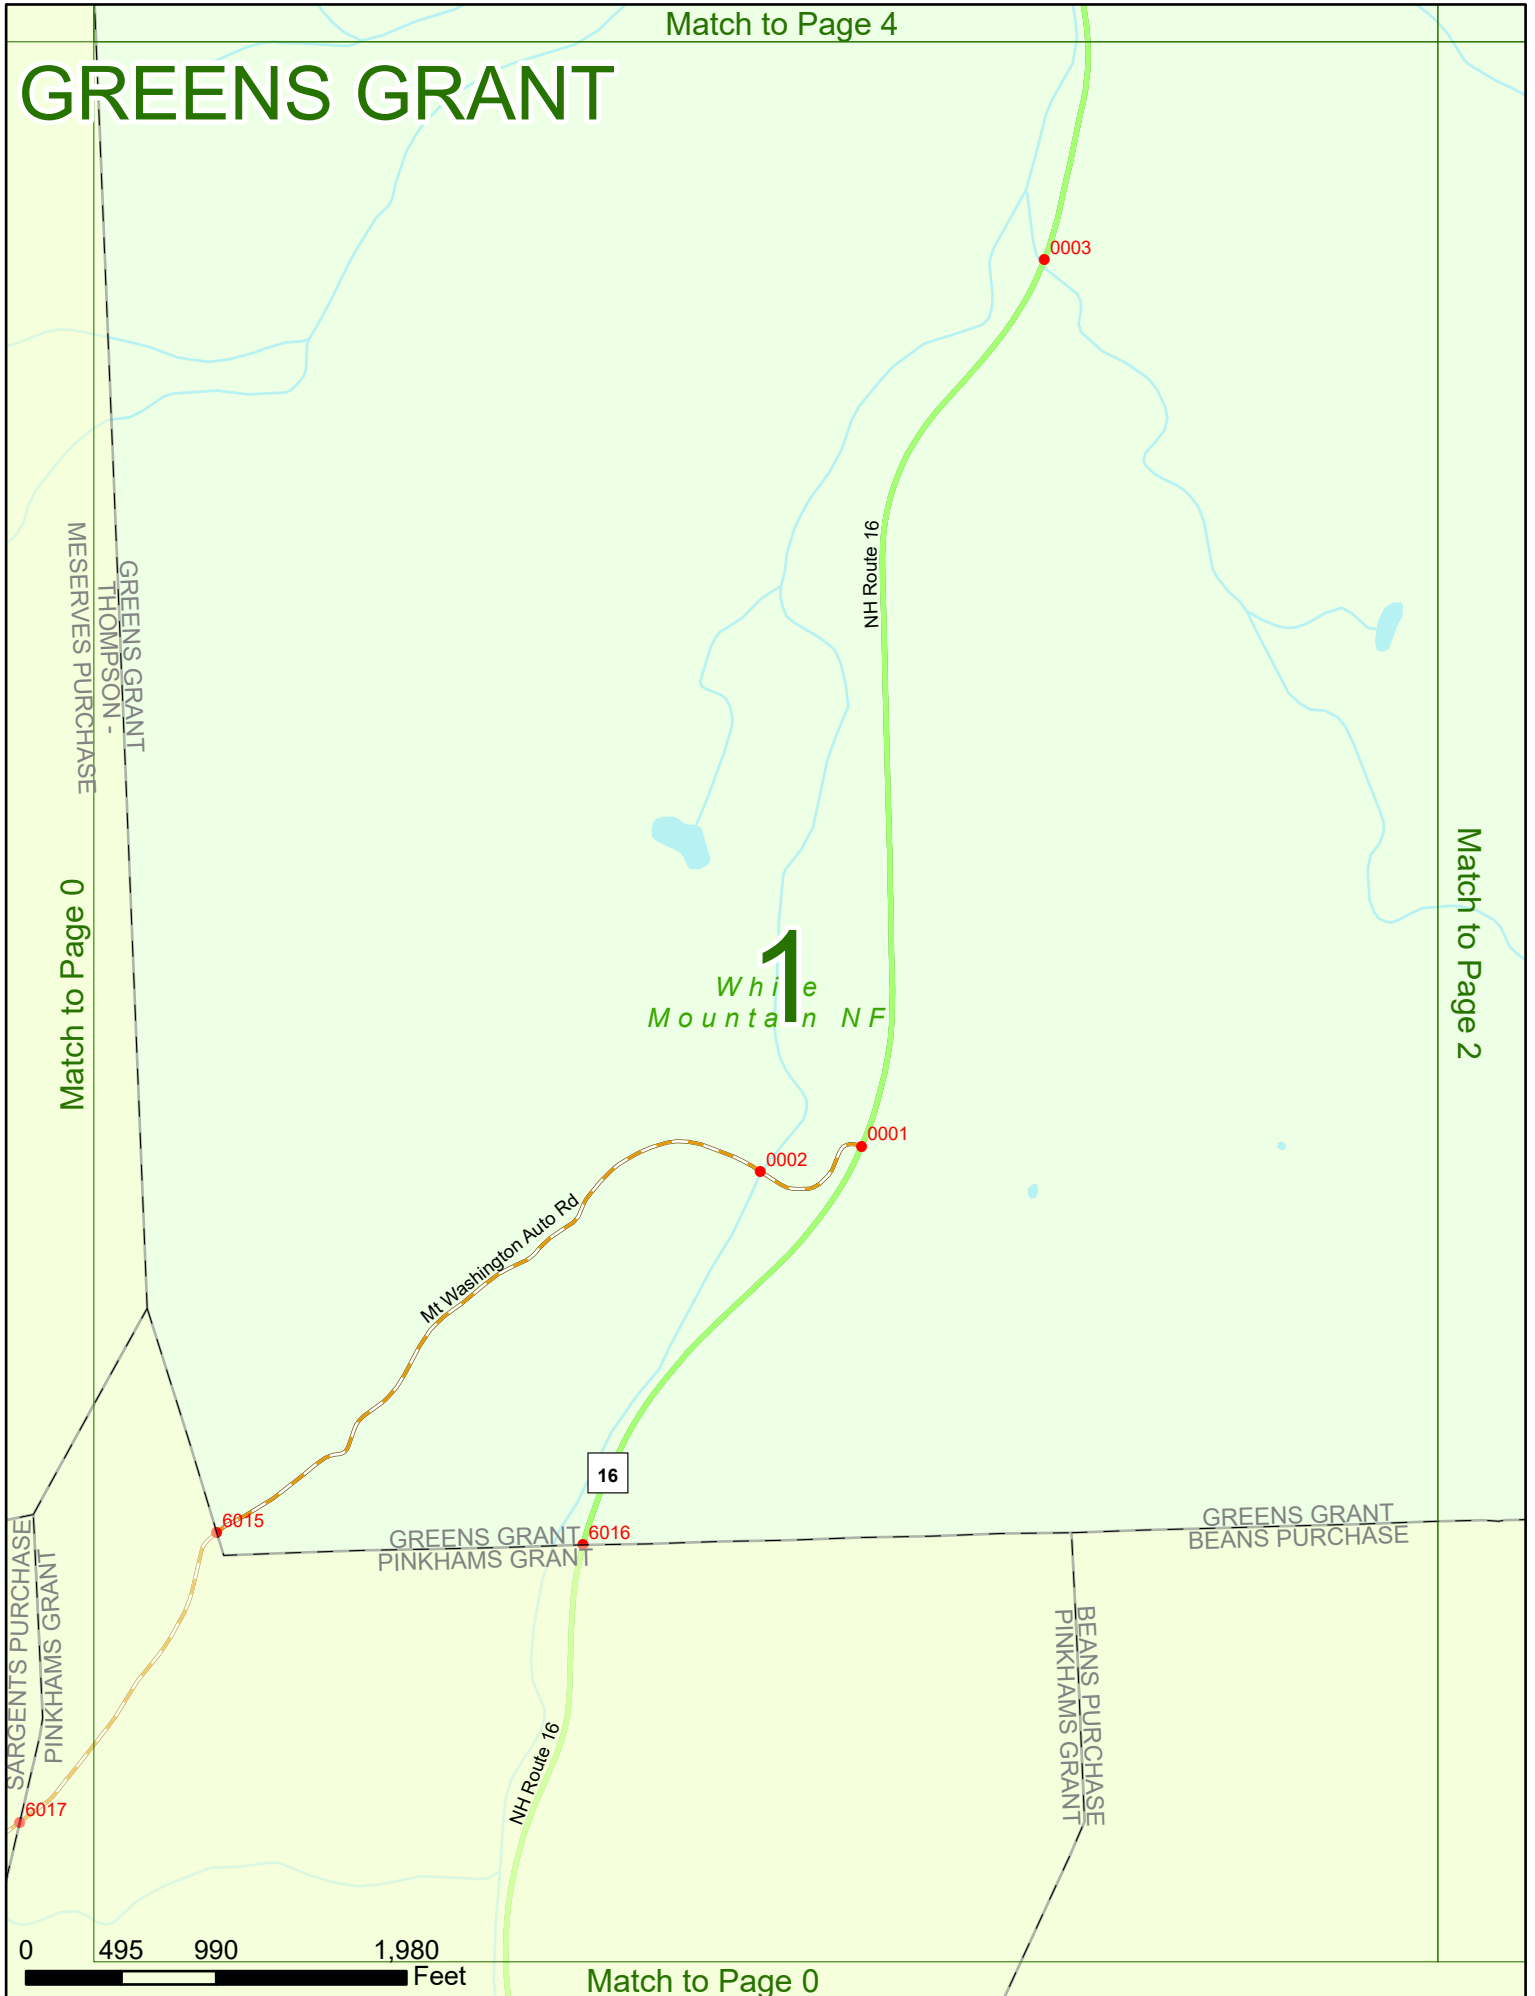 Match to Page 4
GREENS GRANT
0003
NH Route 16
GREENS GRANT
THOMPSON -
MESERVES PURCHASE
Match to Page 0
Match to Page 2
1
White
Mountain NF
0001
0002
Mt Washington Auto Rd
16
6015
6016
GREENS GRANT
PINKHAMS GRANT
GREENS GRANT
BEANS PURCHASE
SARGENTS PURCHASE
PINKHAMS GRANT
BEANS PURCHASE
PINKHAMS GRANT
NH Route 16
6017
0 495 990 1,980
Feet
Match to Page 0